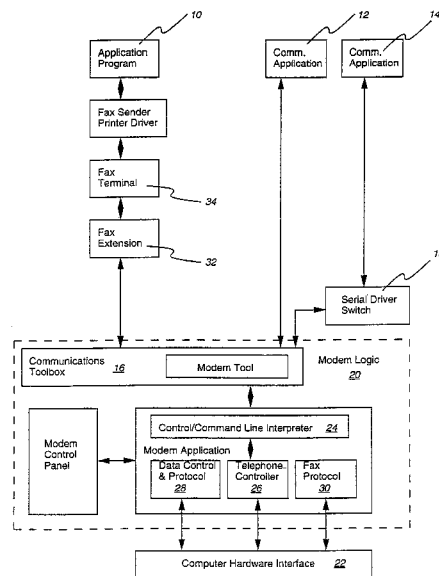 10
12
14
Application
Program
Comm.
Application
Comm.
Application
Fax Sender
Printer Driver
Fax
Terminal
34
Fax
Extension
32
Serial Driver
Switch
Communications
Toolbox
16
Modem Tool
Modem Logic
20
Modem
Control
Panel
Control/Command Line Interpreter 24
Modem Application
Data Control
& Protocol
28
Telephone
Controller
26
Fax
Protocol
30
Computer Hardware Interface 22